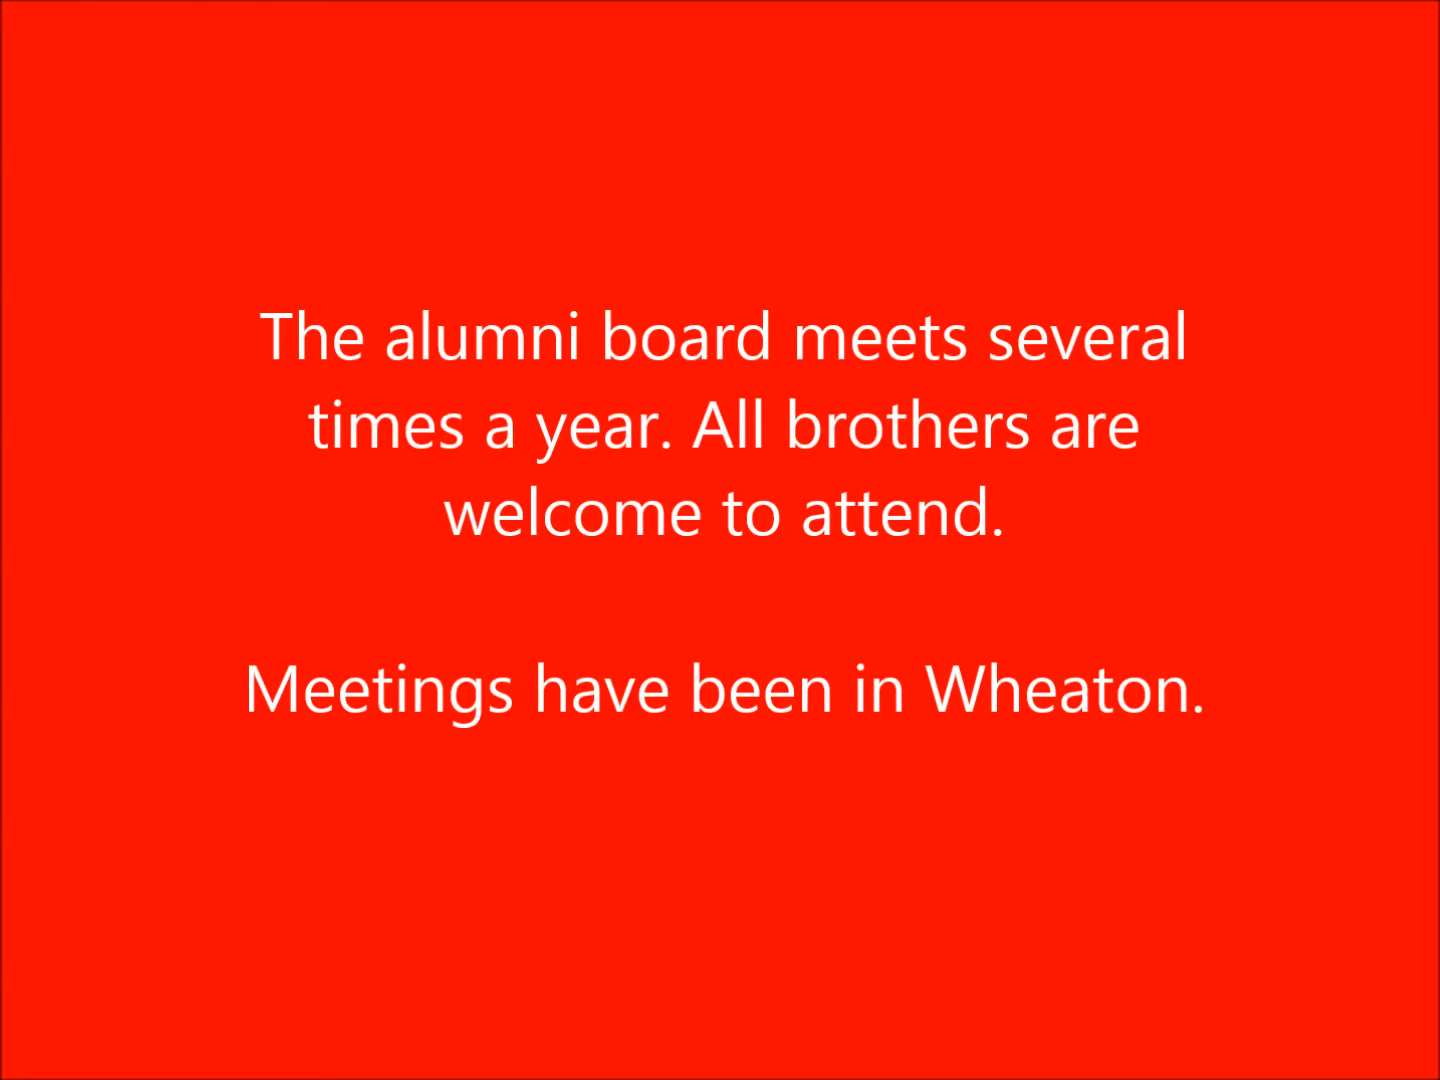 The alumni board meets several
times a year. All brothers are
welcome to attend.
Meetings have been in Wheaton.